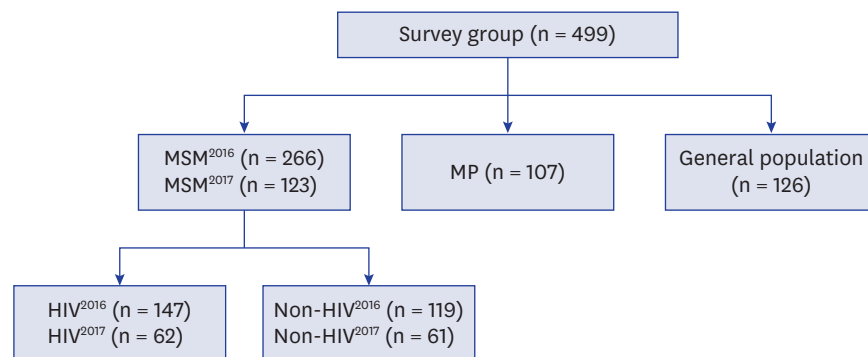 Survey group (n = 499)
MSM²⁰¹⁶ (n = 266)
MSM²⁰¹⁷ (n = 123)
MP (n = 107)
General population
(n = 126)
HIV²⁰¹⁶ (n = 147)
HIV²⁰¹⁷ (n = 62)
Non-HIV²⁰¹⁶ (n = 119)
Non-HIV²⁰¹⁷ (n = 61)